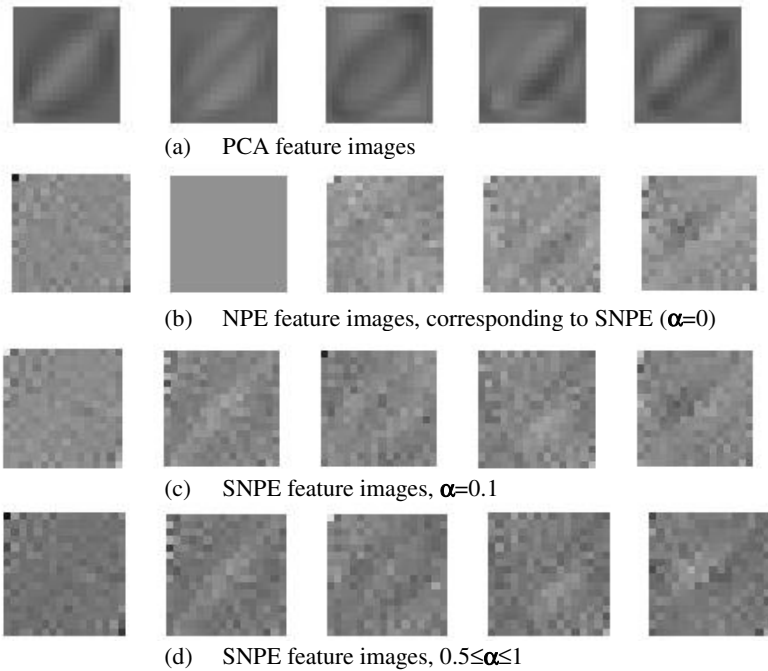 (a) PCA feature images
(b) NPE feature images, corresponding to SNPE (α=0)
(c) SNPE feature images, α=0.1
(d) SNPE feature images, 0.5≤α≤1